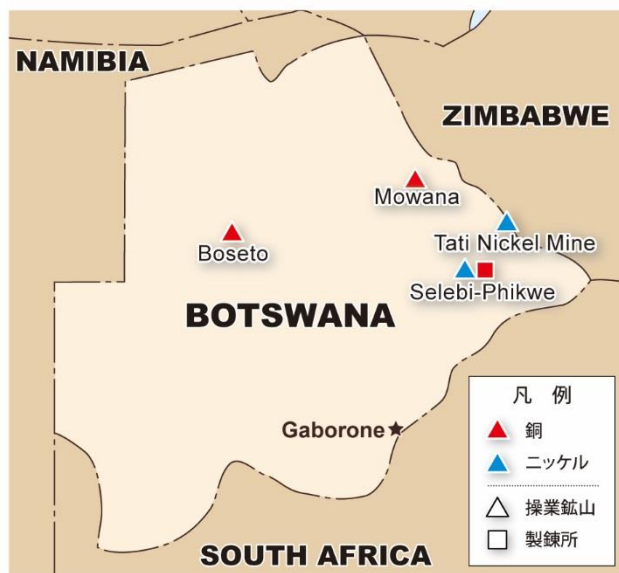 NAMIBIA
ZIMBABWE
Mowana
Tati Nickel Mine
Boseto
Selebi-Phikwe
BOTSWANA
Gaborone
SOUTH AFRICA
凡 例
銅
ニッケル
操業鉱山
製錬所